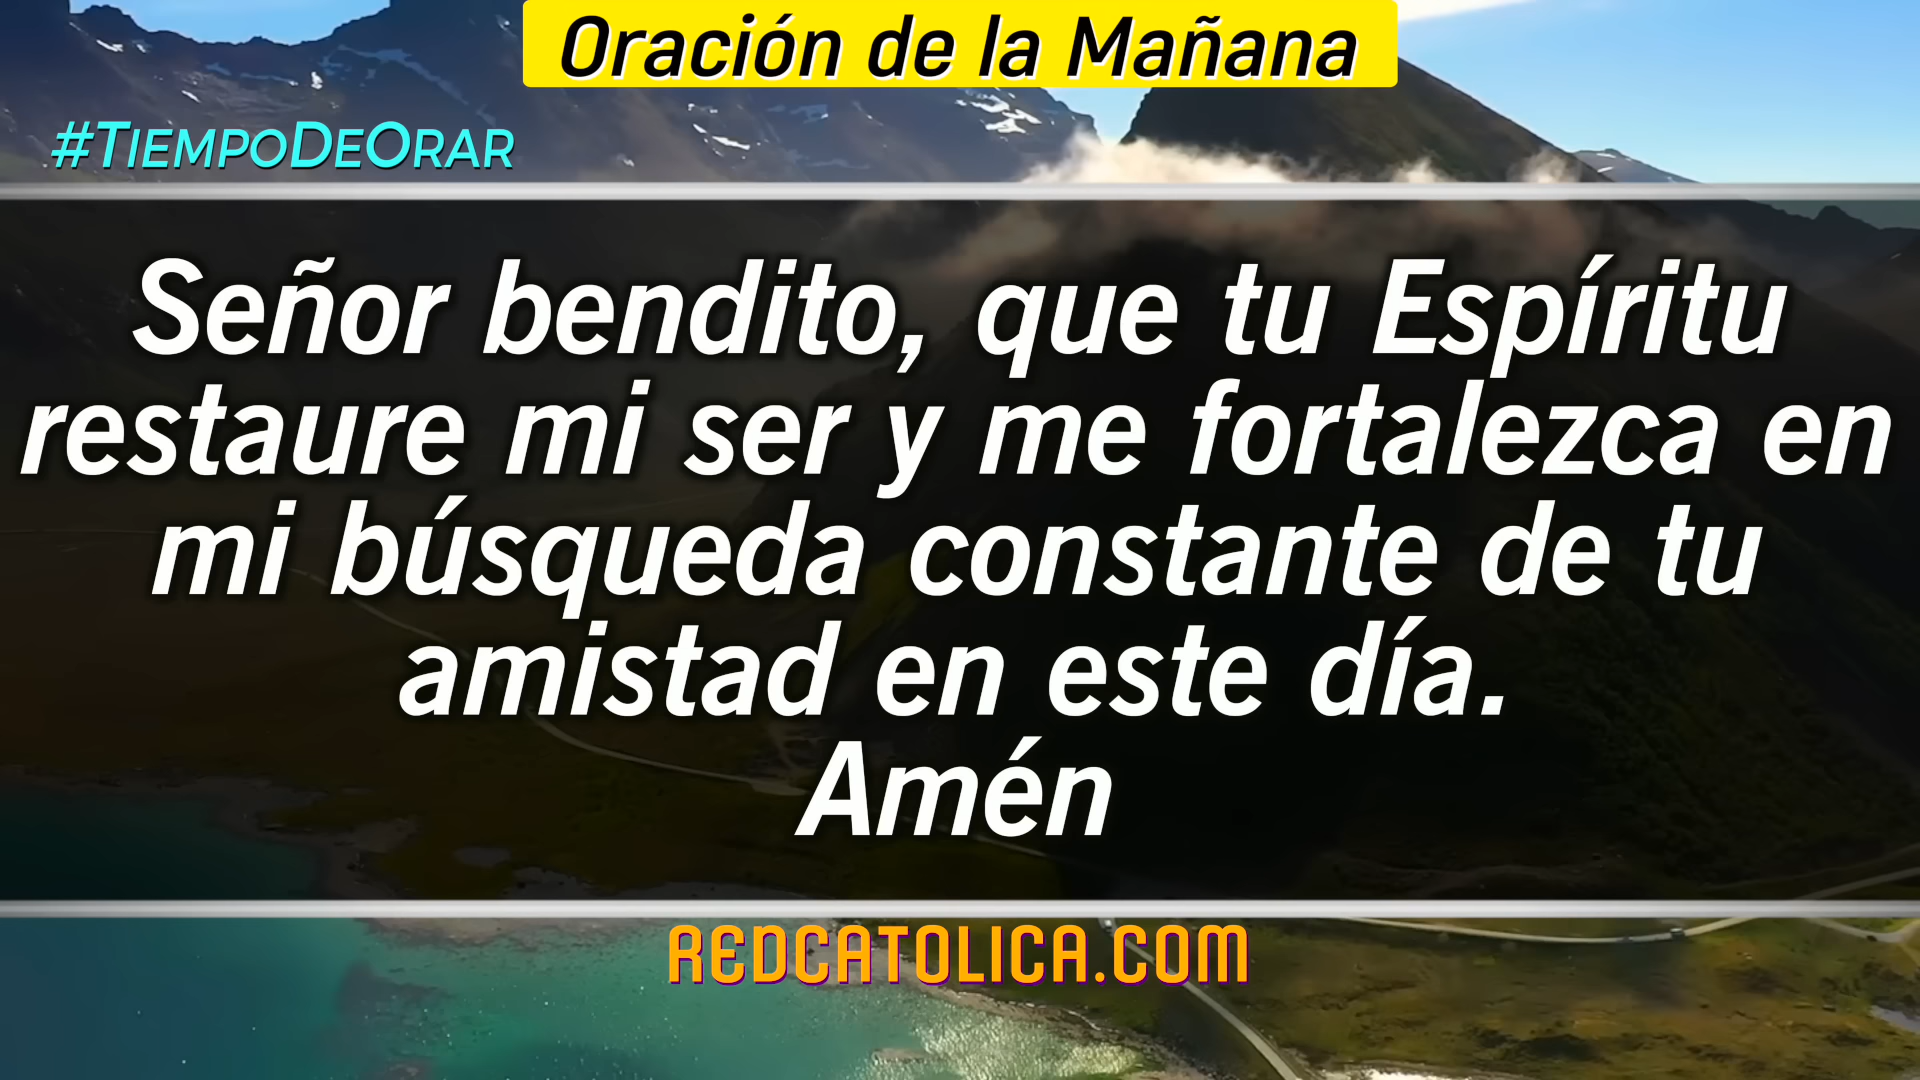 Oración de la Mañana
#TiempoDeOrar
Señor bendito, que tu Espíritu
restaure mi ser y me fortalezca en
mi búsqueda constante de tu
amistad en este día.
Amén
REDCATOLICA.COM